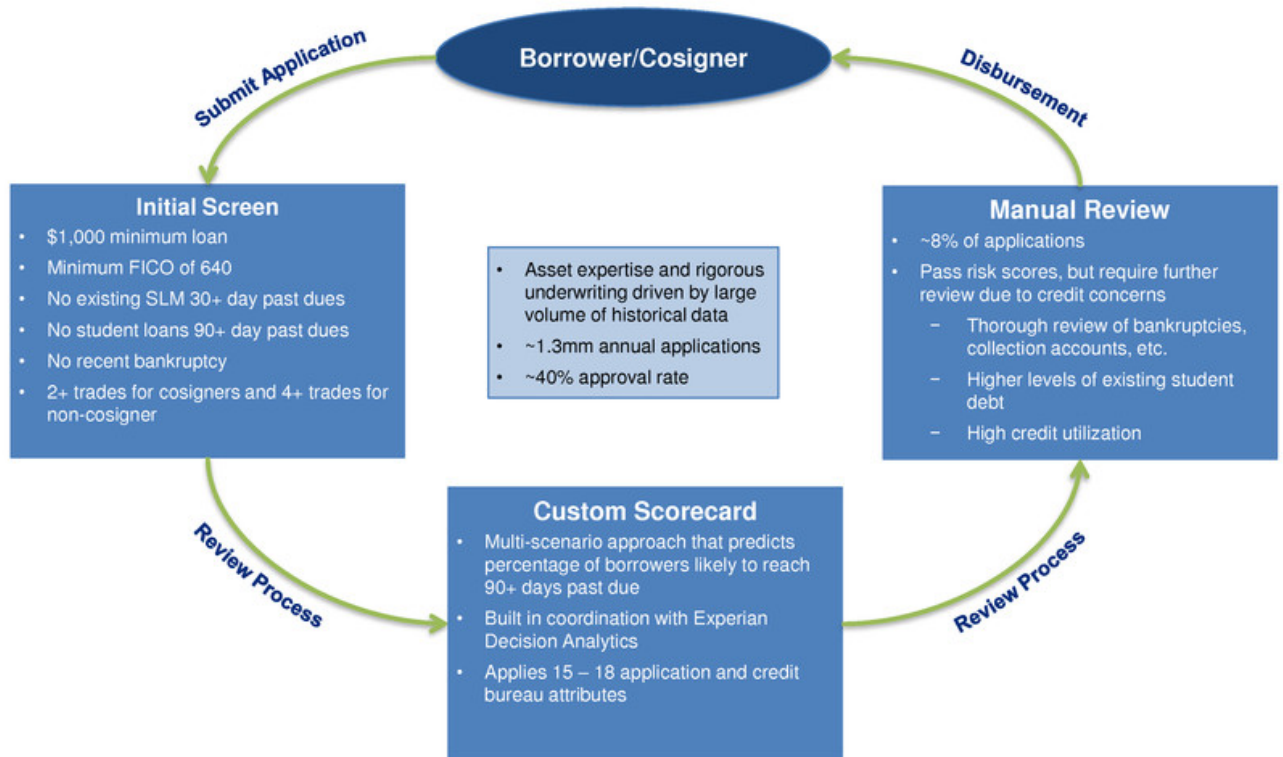 Borrower/Cosigner
Submit Application
Disbursement
Initial Screen
• $1,000 minimum loan
• Minimum FICO of 640
• No existing SLM 30+ day past dues
• No student loans 90+ day past dues
• No recent bankruptcy
• 2+ trades for cosigners and 4+ trades for
non-cosigner
• Asset expertise and rigorous
underwriting driven by large
volume of historical data
• ~1.3mm annual applications
• ~40% approval rate
Manual Review
• ~8% of applications
• Pass risk scores, but require further
review due to credit concerns
− Thorough review of bankruptcies,
collection accounts, etc.
− Higher levels of existing student
debt
− High credit utilization
Review Process
Custom Scorecard
• Multi-scenario approach that predicts
percentage of borrowers likely to reach
90+ days past due
• Built in coordination with Experian
Decision Analytics
• Applies 15 – 18 application and credit
bureau attributes
Review Process